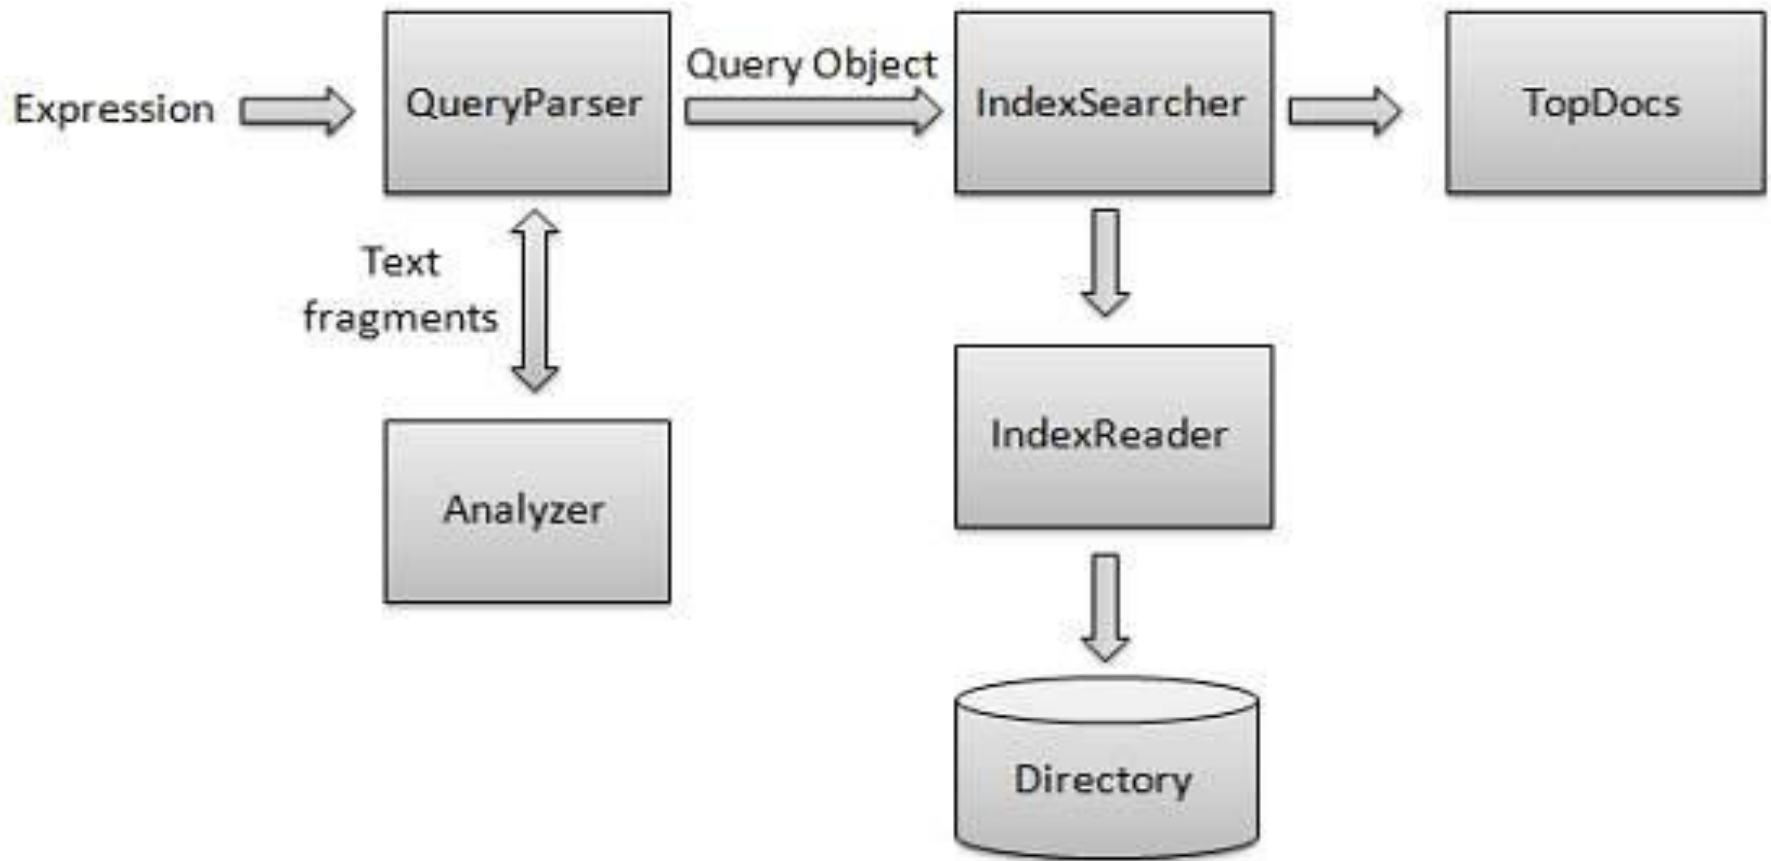 Expression
QueryParser
Query Object
IndexSearcher
TopDocs
Text
fragments
Analyzer
IndexReader
Directory